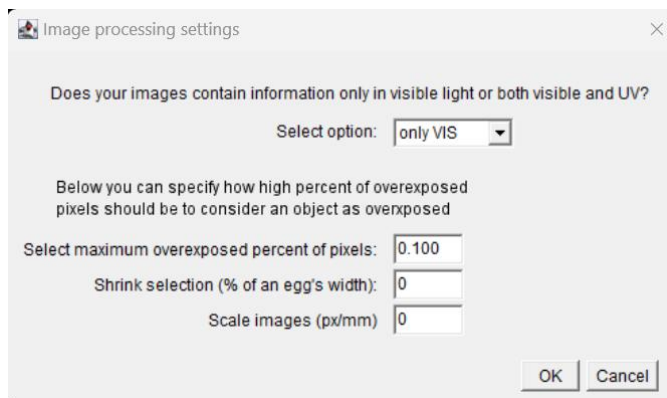 Image processing settings
Does your images contain information only in visible light or both visible and UV?
Select option: only VIS
Below you can specify how high percent of overexposed
pixels should be to consider an object as overxposed
Select maximum overexposed percent of pixels: 0.100
Shrink selection (% of an egg's width): 0
Scale images (px/mm) 0
OK Cancel